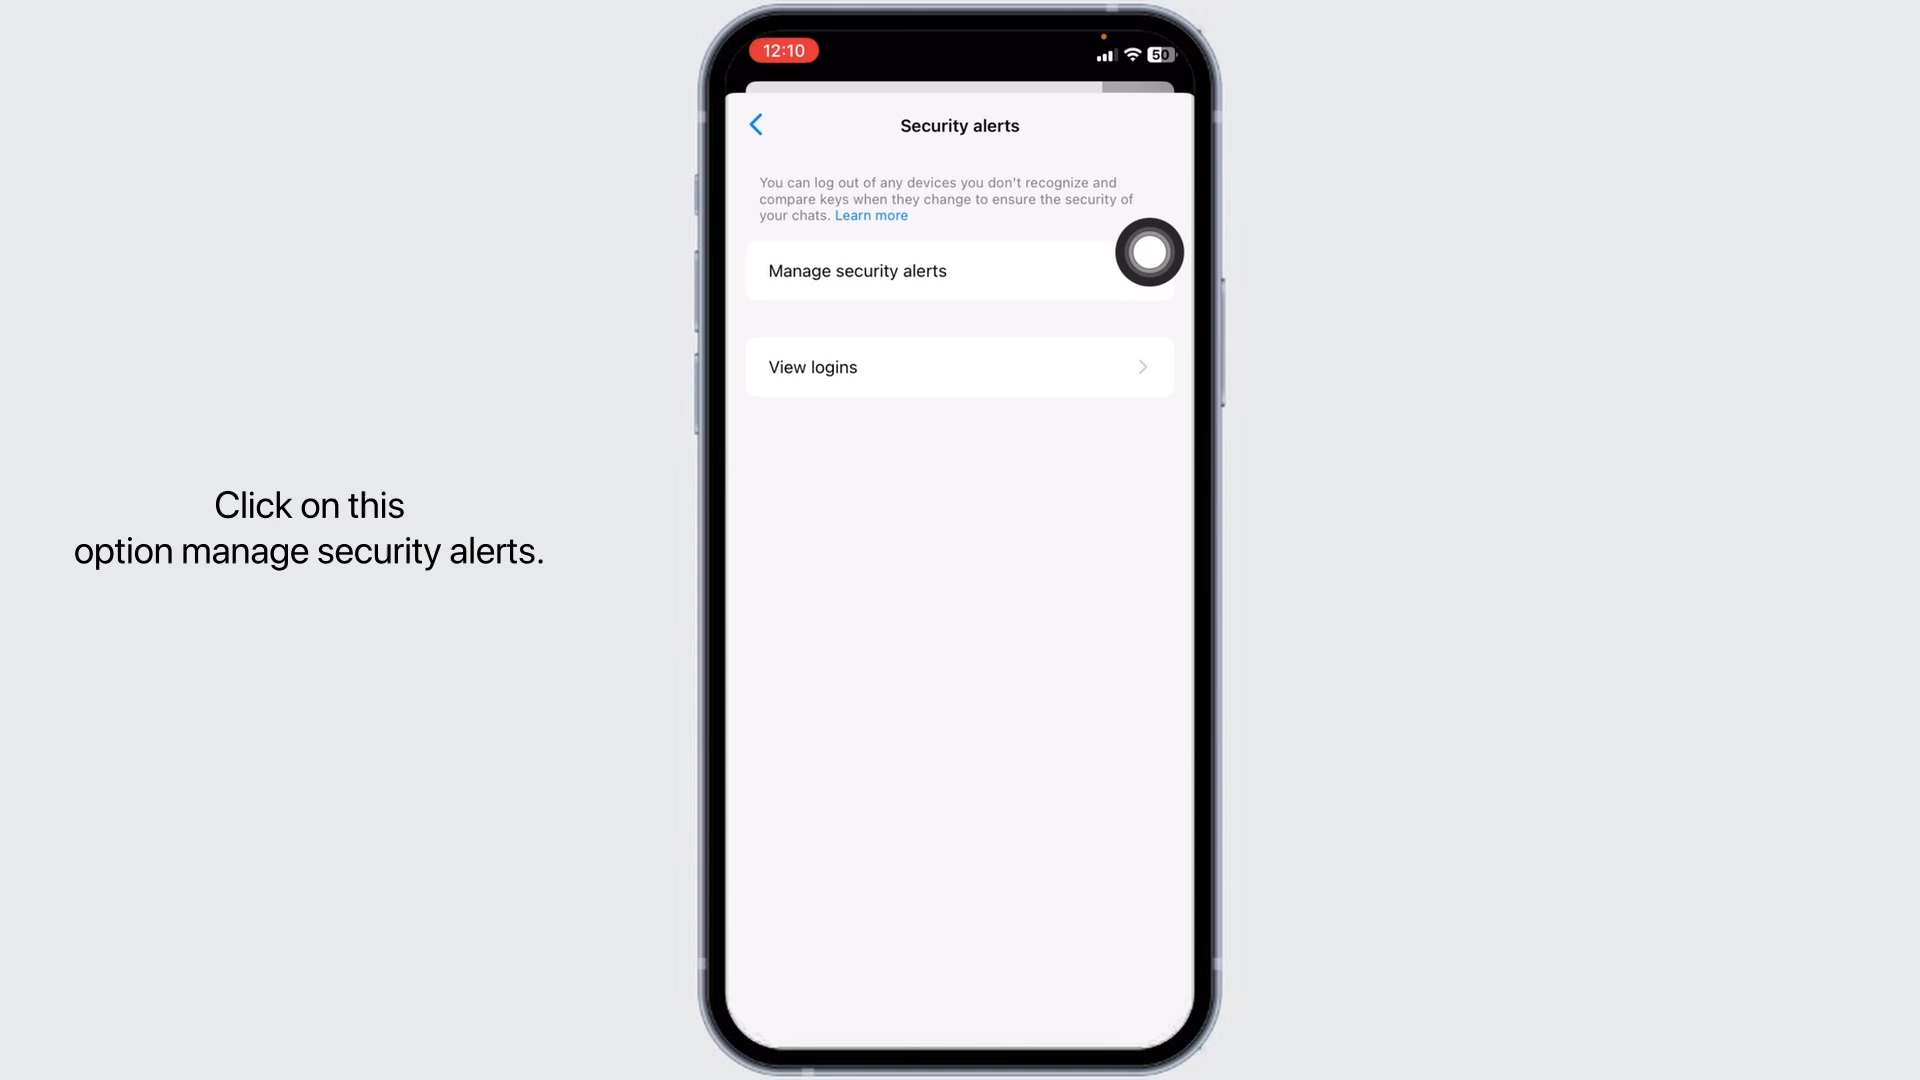 12:10
50
Security alerts
You can log out of any devices you don't recognize and
compare keys when they change to ensure the security of
your chats. Learn more
Manage security alerts
View logins
Click on this
option manage security alerts.